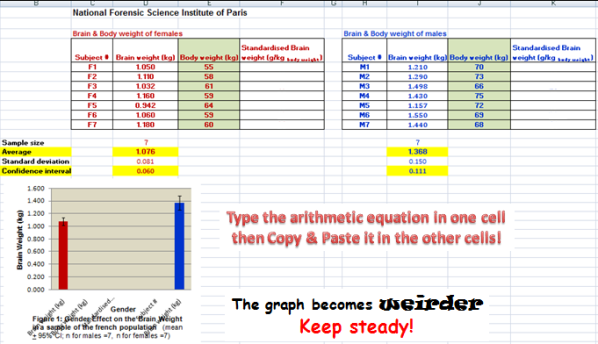 B C D E F G H I J K
National Forensic Science Institute of Paris
Brain & Body weight of females Brain & Body weight of males
Standardised Brain Standardised Brain
Subject # Brain weight (kg) Body weight (kg) weight (g/kg body weight) Subject # Brain weight (kg) Body weight (kg) weight (g/kg body weight)
F1 1.050 55 M1 1.210 70
F2 1.110 58 M2 1.290 73
F3 1.032 61 M3 1.498 66
F4 1.160 59 M4 1.430 75
F5 0.942 64 M5 1.157 72
F6 1.060 59 M6 1.550 69
F7 1.180 60 M7 1.440 68
Sample size 7 7
Average 1.076 1.368
Standard deviation 0.081 0.150
Confidence interval 0.060 0.111
1.600
1.400
1.200
1.000
0.800
0.600
0.400
0.200
0.000
Brain Weight (kg)
Brain weight (kg)
Body weight (kg)
Standardised...
Subject #
Brain weight (kg)
Gender
Figure 1: Gender Effect on the Brain Weight
in a sample of the french population (mean
± 95% CI; n for males =7, n for females =7)
Type the arithmetic equation in one cell
then Copy & Paste it in the other cells!
The graph becomes weirder
Keep steady!